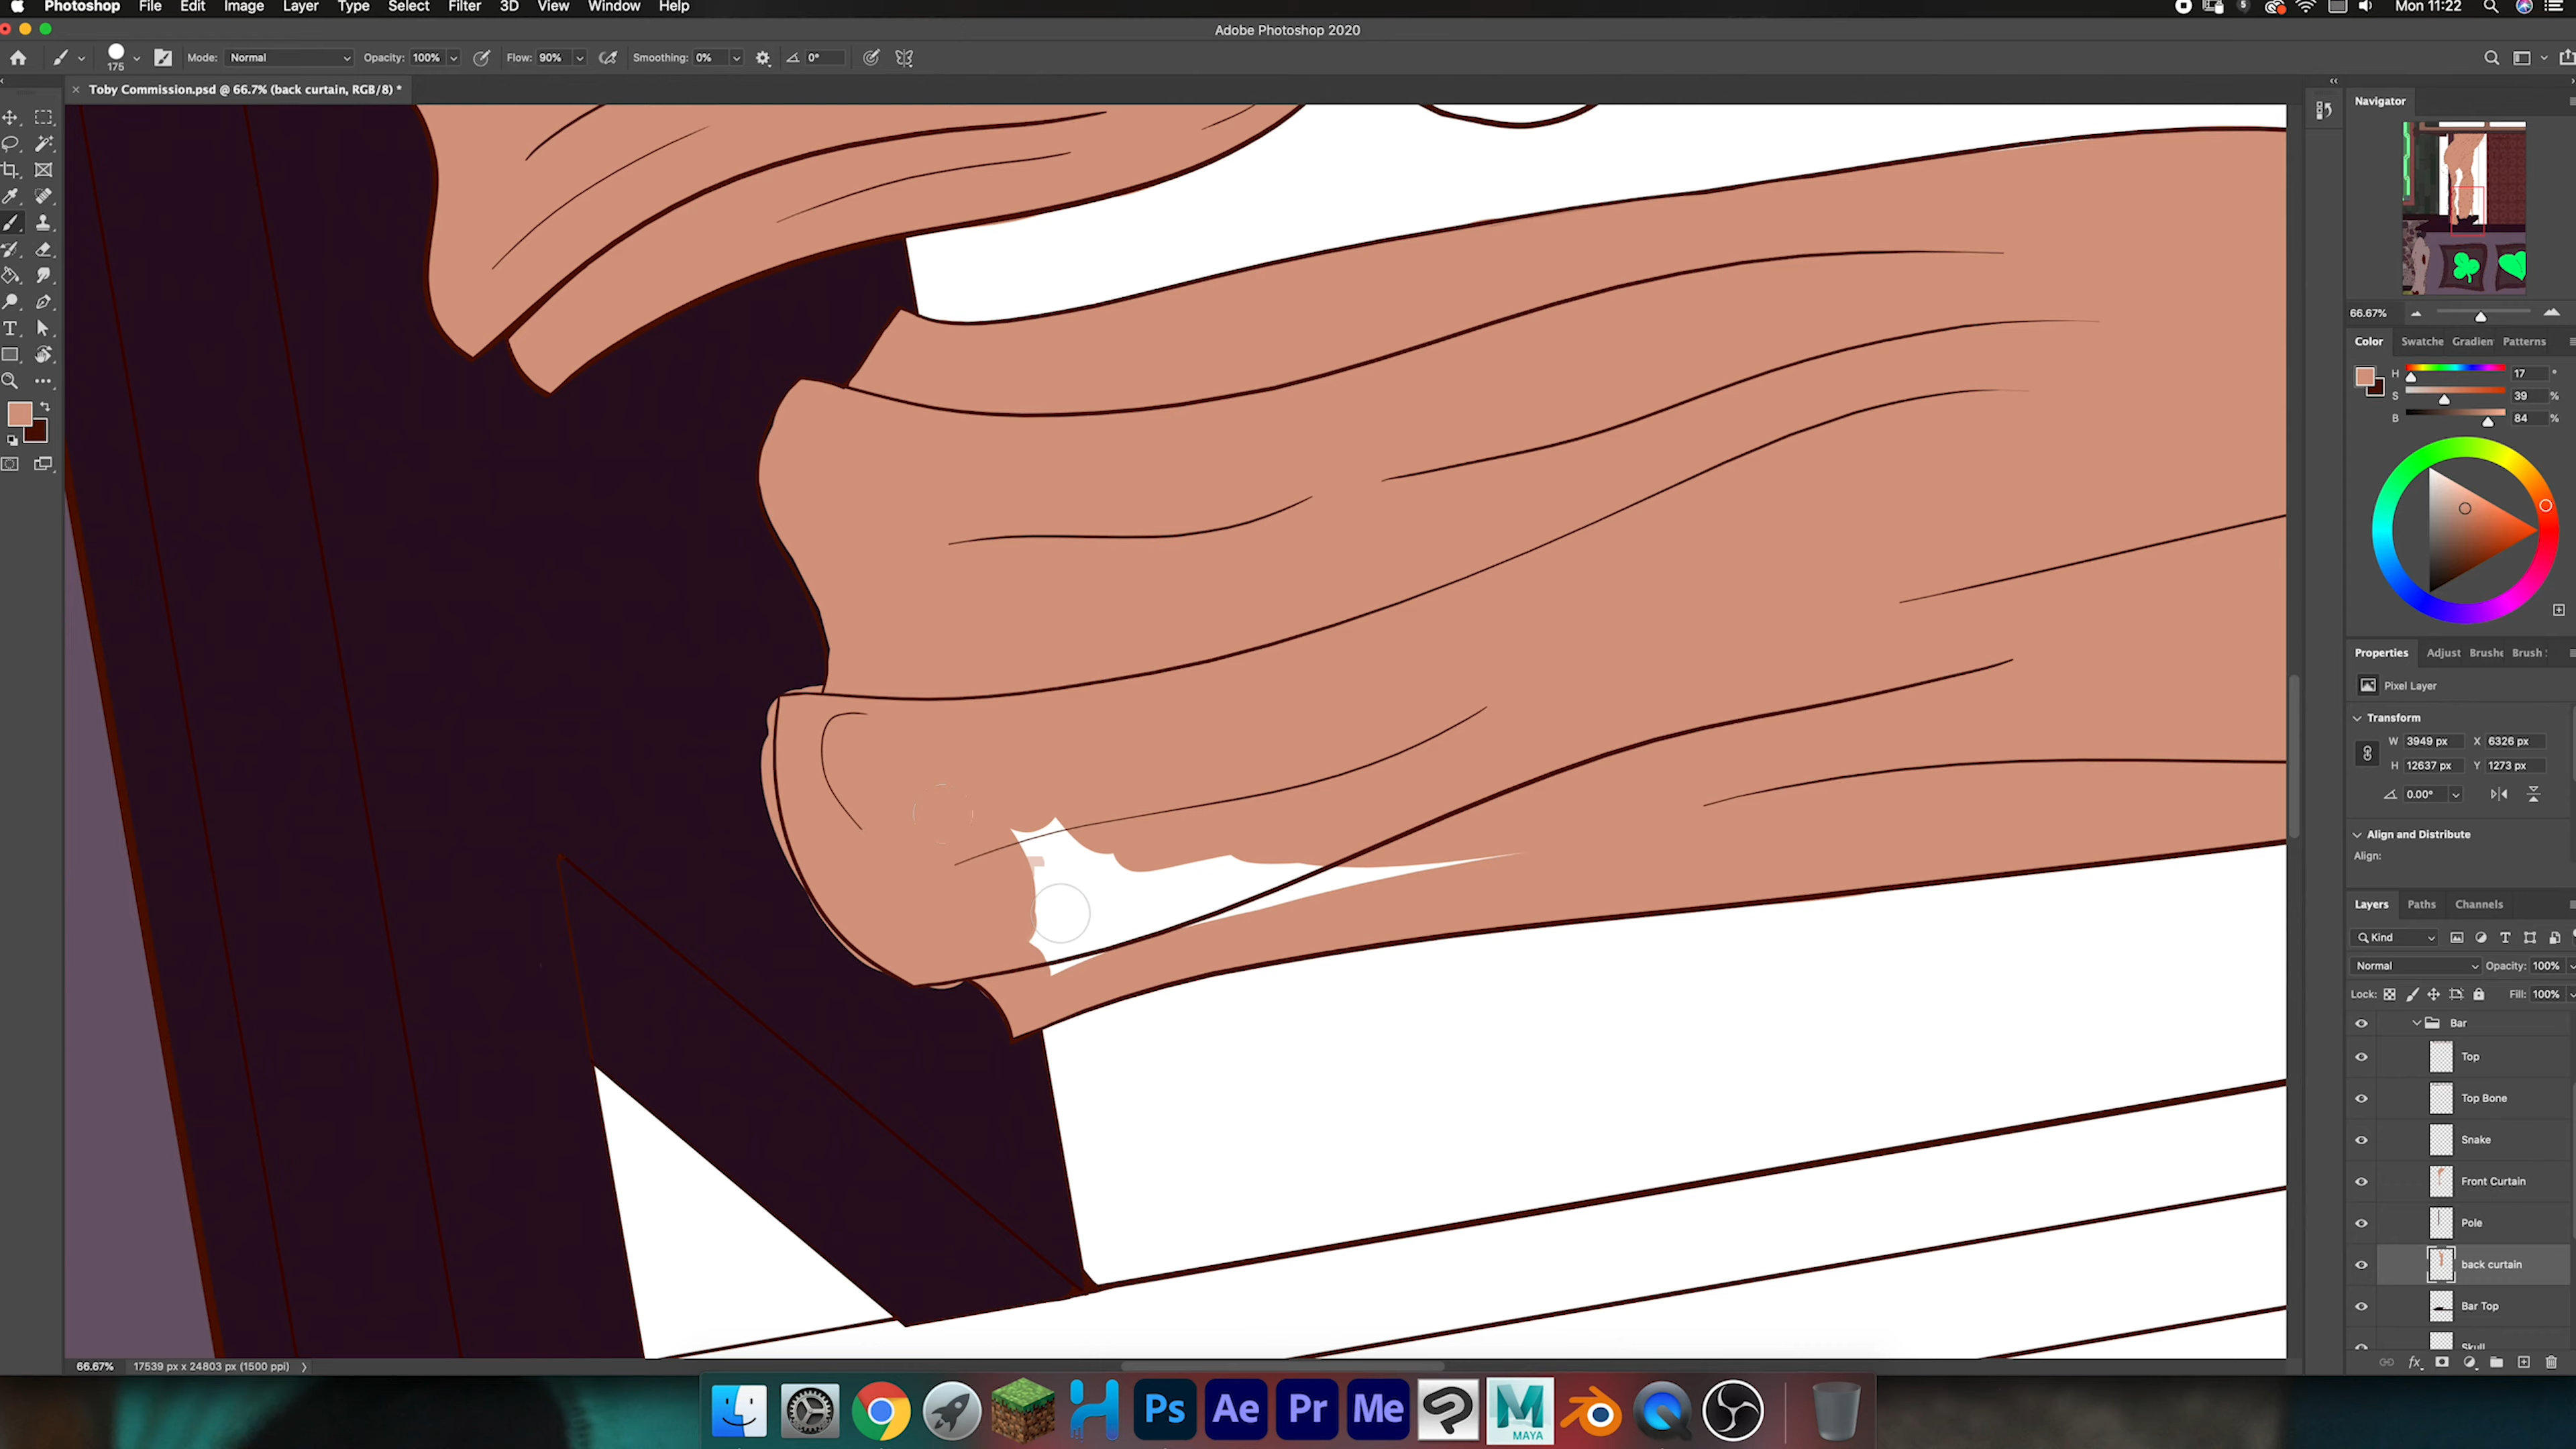 Photoshop File Edit Image Layer Type Select Filter 3D View Window Help
5 Mon 11:22
Adobe Photoshop 2020
175 Mode: Normal Opacity: 100% Flow: 90% Smoothing: 0% 0°
× Toby Commission.psd @ 66.7% (back curtain, RGB/8) *
Navigator
66.67%
Color Swatche Gradien Patterns
H 17 °
S 39 %
B 84 %
Properties Adjust Brushe Brush
Pixel Layer
Transform
W 3949 px X 6326 px
H 12637 px Y 1273 px
0.00°
Align and Distribute
Align:
Layers Paths Channels
Kind
Normal Opacity: 100%
Lock: Fill: 100%
Bar
Top
Top Bone
Snake
Front Curtain
Pole
back curtain
Bar Top
Skull
fx
66.67% 17539 px x 24803 px (1500 ppi)
Ps Ae Pr Me M
MAYA